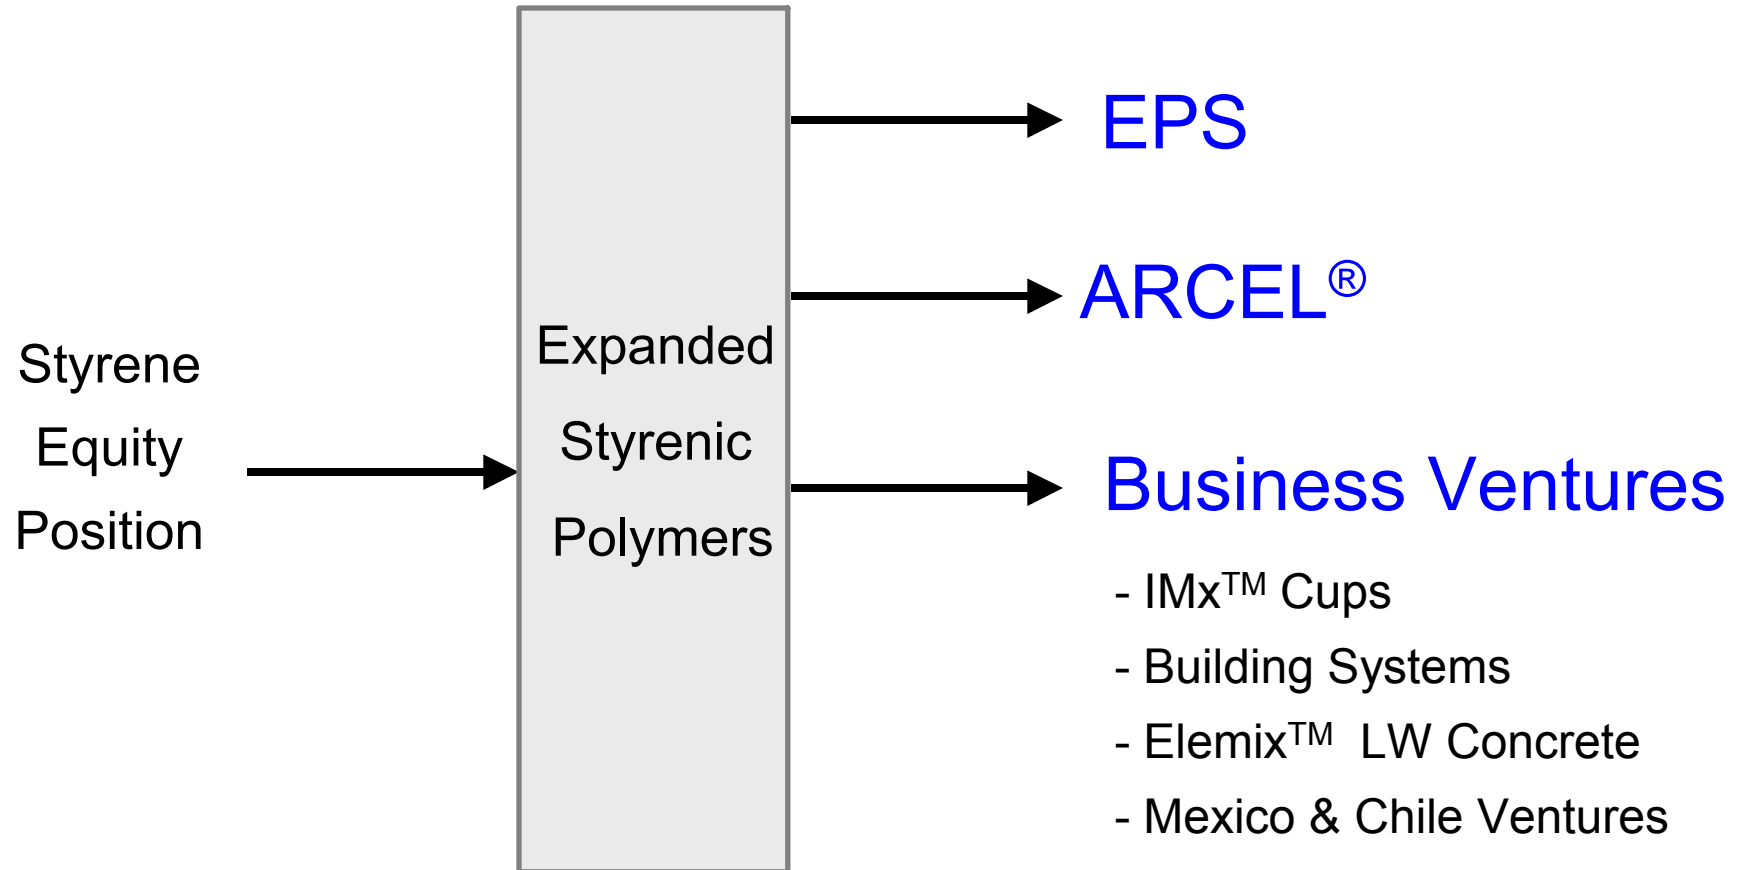 Styrene
Equity
Position
Expanded
Styrenic
Polymers
EPS
ARCEL®
Business Ventures
- IMx™ Cups
- Building Systems
- Elemix™ LW Concrete
- Mexico & Chile Ventures